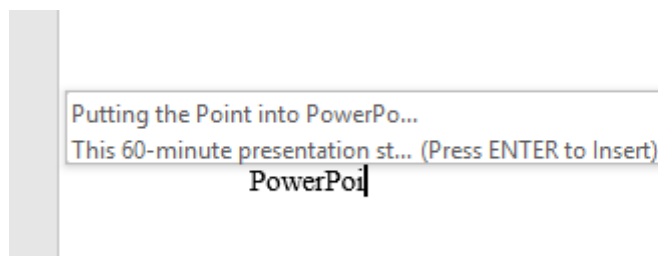 Putting the Point into PowerPo...
This 60-minute presentation st... (Press ENTER to Insert)
PowerPoi